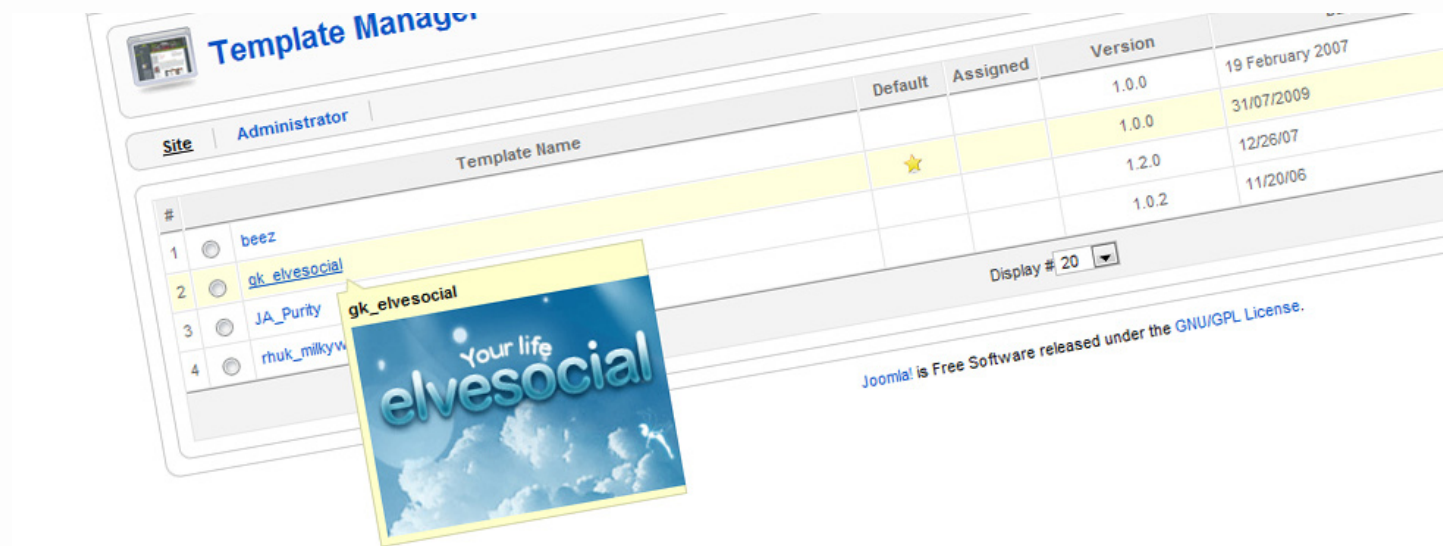 Template Manager
Site Administrator
# Template Name Default Assigned Version
1 beez 1.0.0 19 February 2007
2 gk_elvesocial 1.0.0 31/07/2009
3 JA_Purity 1.2.0 12/26/07
4 rhuk_milkyw 1.0.2 11/20/06
gk_elvesocial
Your life
elvesocial
Display # 20
Joomla! is Free Software released under the GNU/GPL License.